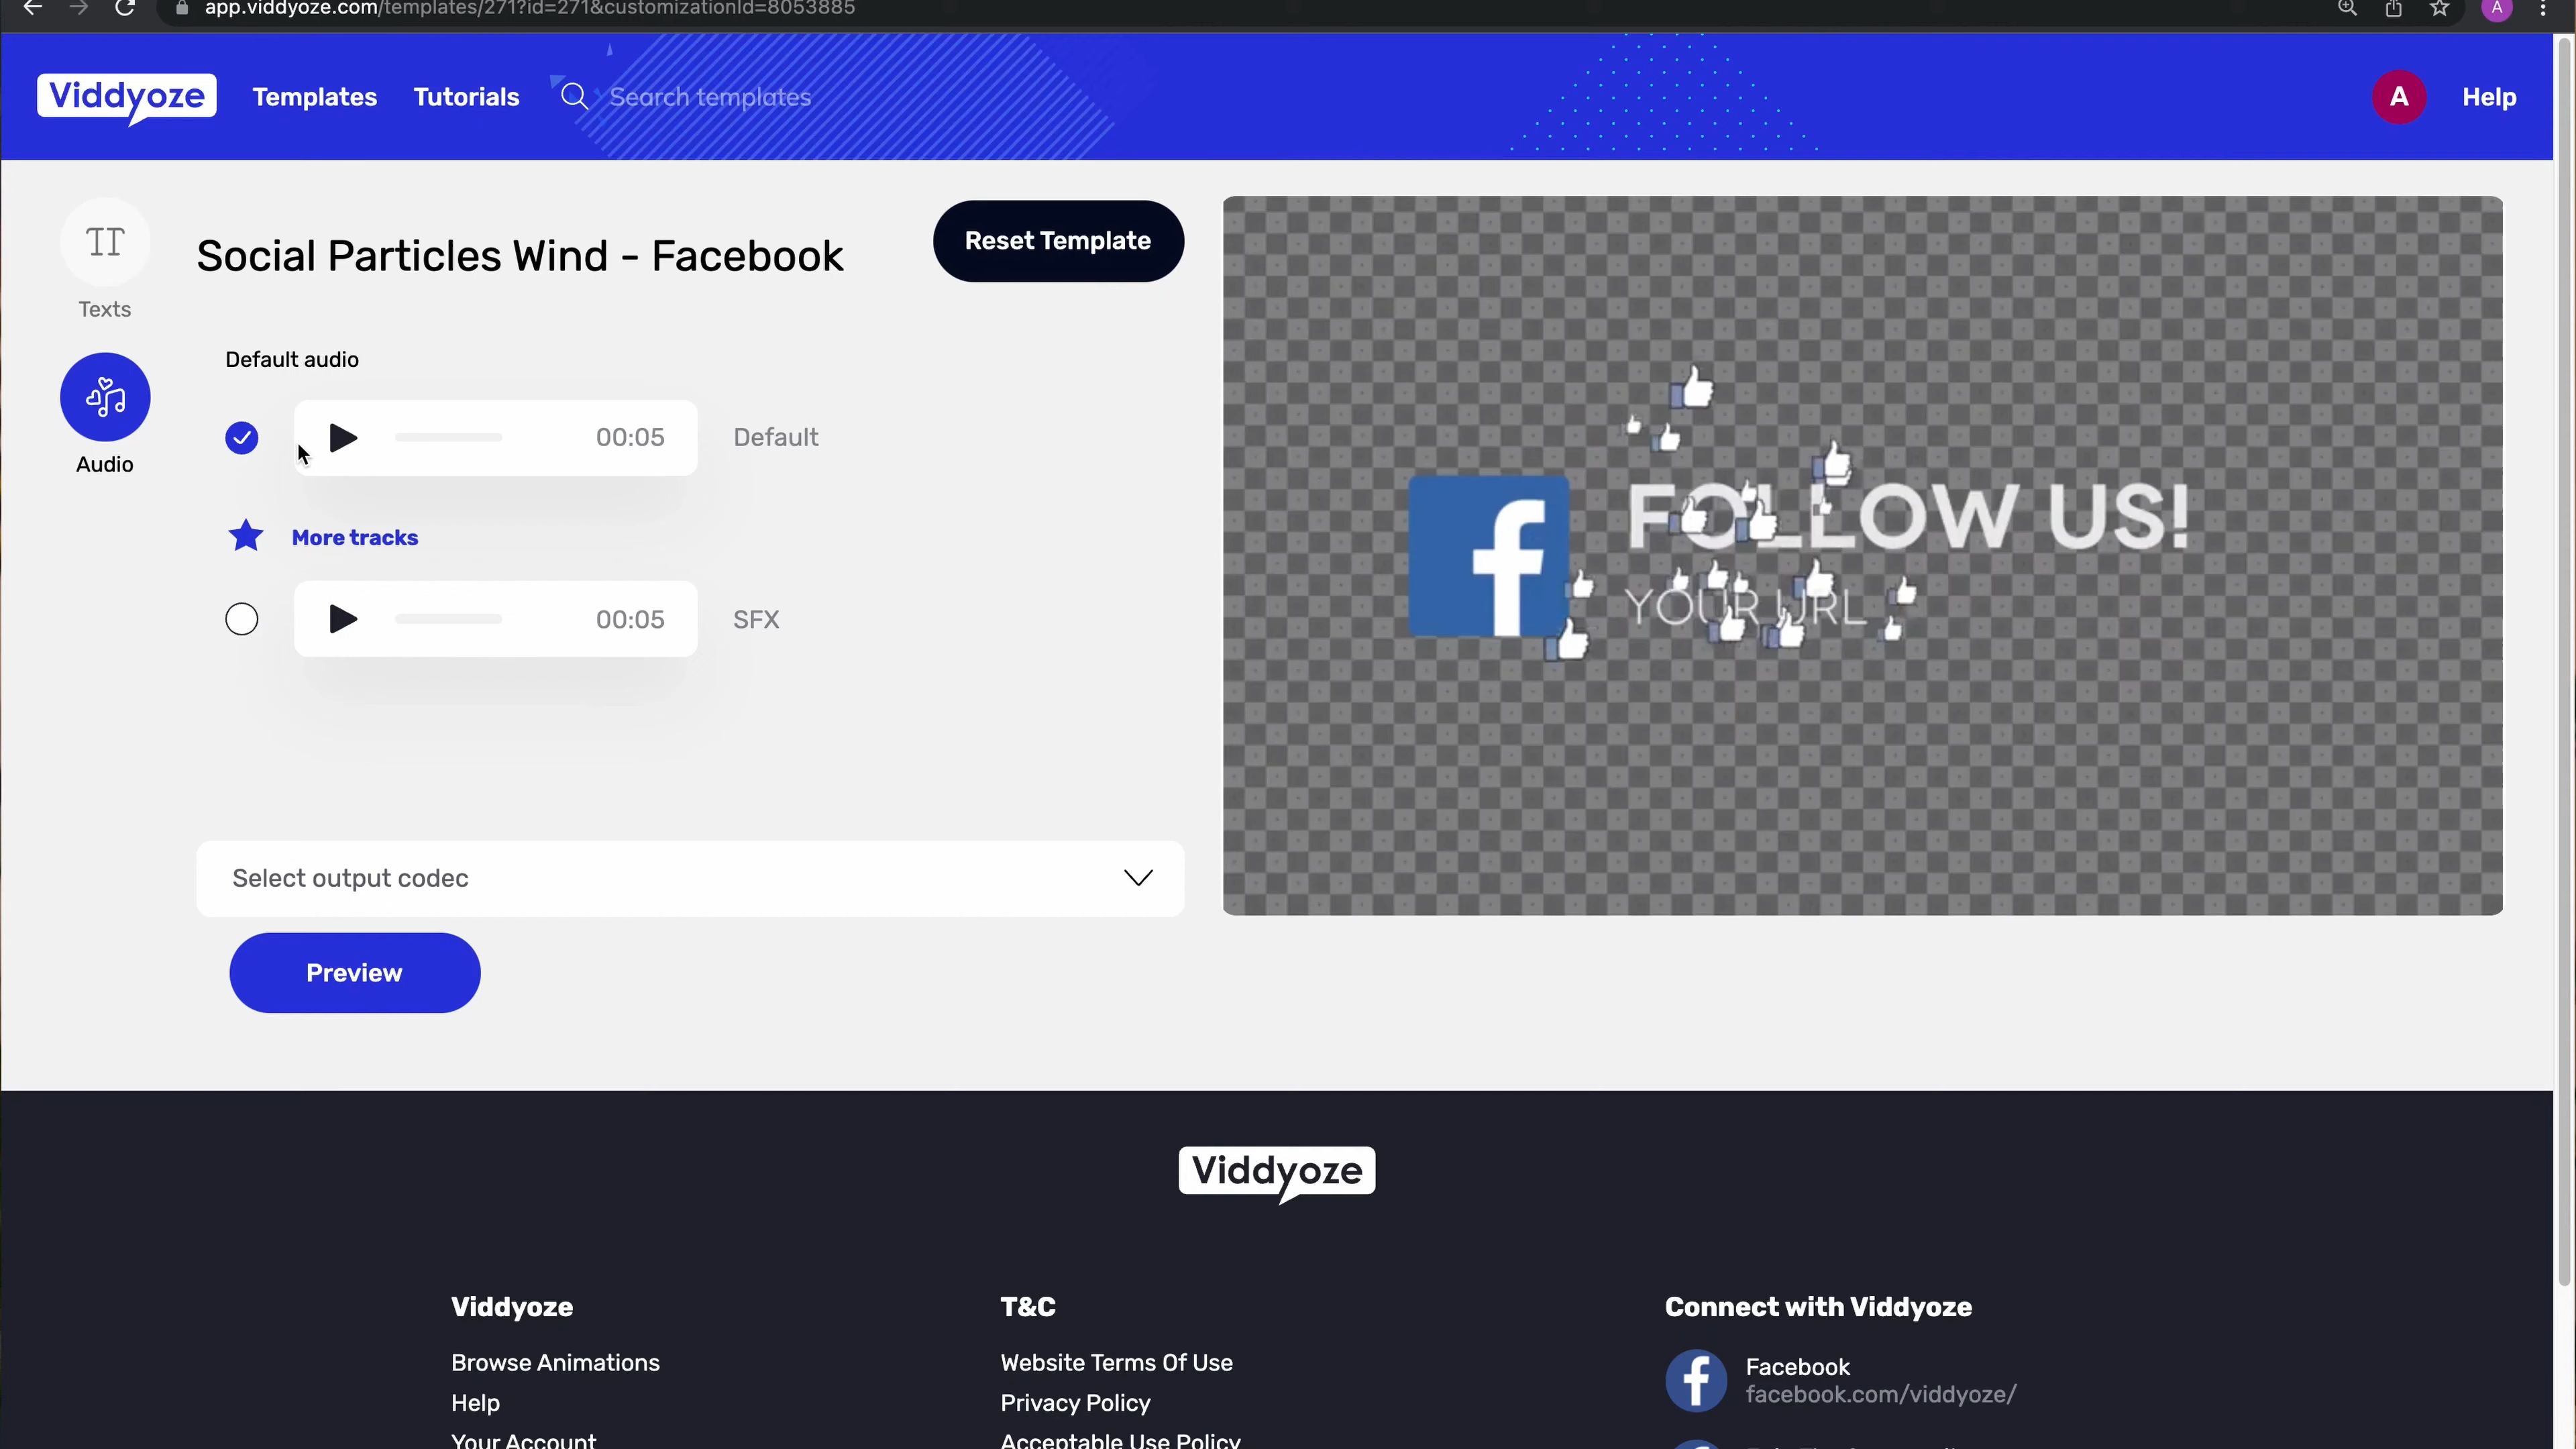 app.viddyoze.com/templates/271?id=271&customizationId=8053885
A
Viddyoze
Templates
Tutorials
Search templates
A
Help
TT
Texts
Social Particles Wind - Facebook
Reset Template
Default audio
00:05
Default
Audio
More tracks
00:05
SFX
f
FOLLOW US!
YOUR URL
Select output codec
Preview
Viddyoze
Viddyoze
T&C
Connect with Viddyoze
Browse Animations
Website Terms Of Use
f
Facebook
facebook.com/viddyoze/
Help
Privacy Policy
Your Account
Acceptable Use Policy